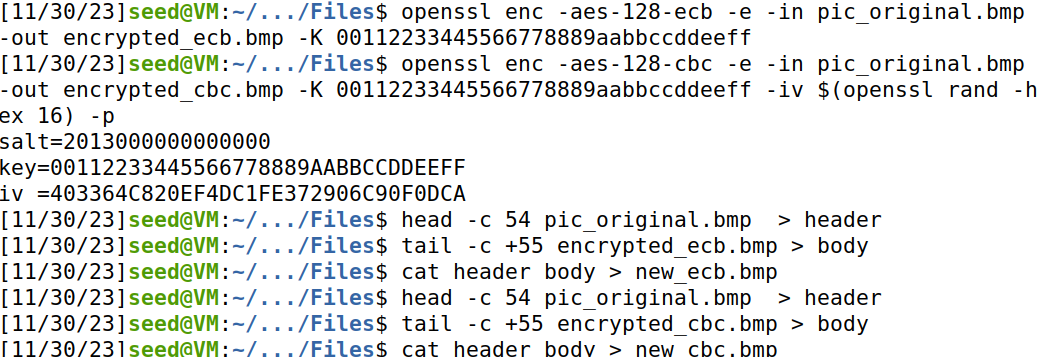 [11/30/23]seed@VM:~/.../Files$ openssl enc -aes-128-ecb -e -in pic_original.bmp
-out encrypted_ecb.bmp -K 00112233445566778889aabbccddeeff
[11/30/23]seed@VM:~/.../Files$ openssl enc -aes-128-cbc -e -in pic_original.bmp
-out encrypted_cbc.bmp -K 00112233445566778889aabbccddeeff -iv $(openssl rand -h
ex 16) -p
salt=2013000000000000
key=00112233445566778889AABBCCDDEEFF
iv =403364C820EF4DC1FE372906C90F0DCA
[11/30/23]seed@VM:~/.../Files$ head -c 54 pic_original.bmp  > header
[11/30/23]seed@VM:~/.../Files$ tail -c +55 encrypted_ecb.bmp > body
[11/30/23]seed@VM:~/.../Files$ cat header body > new_ecb.bmp
[11/30/23]seed@VM:~/.../Files$ head -c 54 pic_original.bmp  > header
[11/30/23]seed@VM:~/.../Files$ tail -c +55 encrypted_cbc.bmp > body
[11/30/23]seed@VM:~/.../Files$ cat header body > new_cbc.bmp